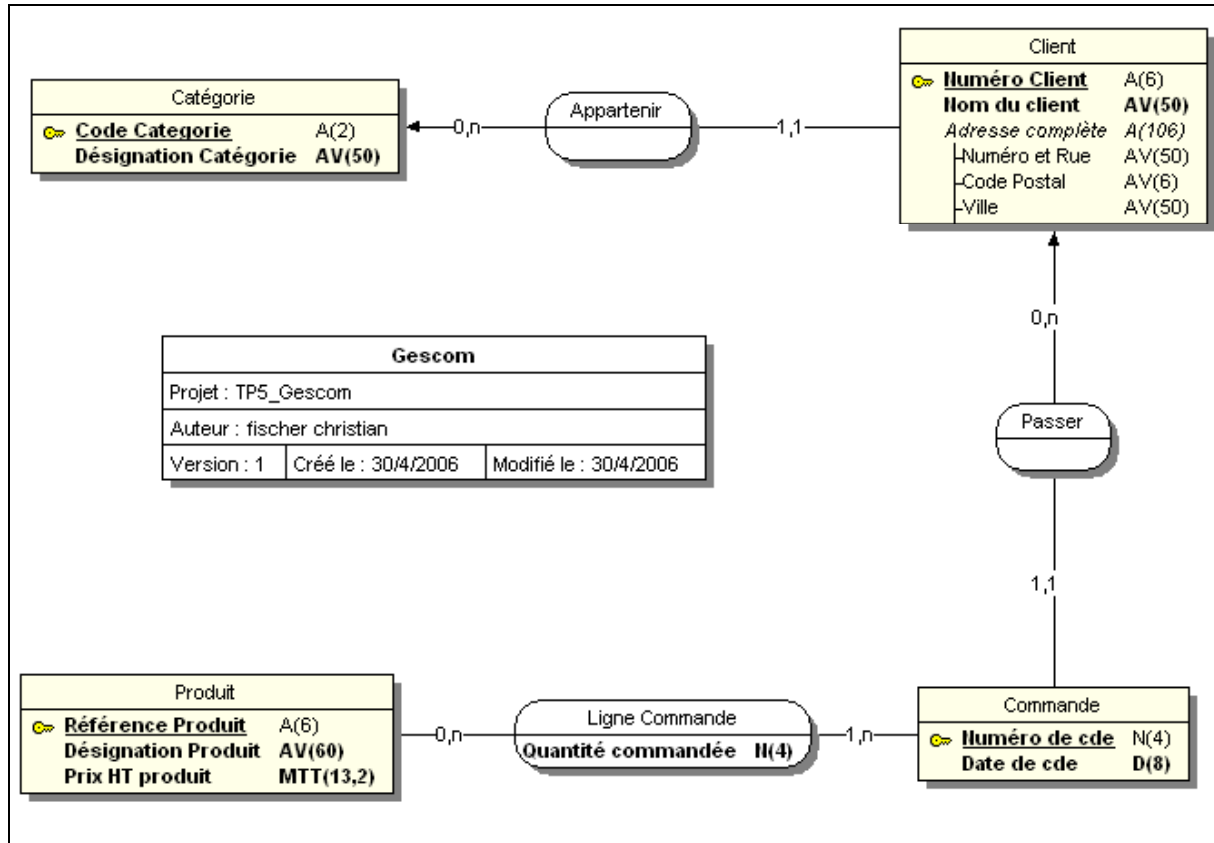 Catégorie
Code Categorie A(2)
Désignation Catégorie AV(50)
0,n
Appartenir
1,1
Client
Numéro Client A(6)
Nom du client AV(50)
Adresse complète A(106)
Numéro et Rue AV(50)
Code Postal AV(6)
Ville AV(50)
0,n
Passer
1,1
Gescom
Projet : TP5_Gescom
Auteur : fischer christian
Version : 1 Créé le : 30/4/2006 Modifié le : 30/4/2006
Produit
Référence Produit A(6)
Désignation Produit AV(60)
Prix HT produit MTT(13,2)
0,n
Ligne Commande
Quantité commandée N(4)
1,n
Commande
Numéro de cde N(4)
Date de cde D(8)